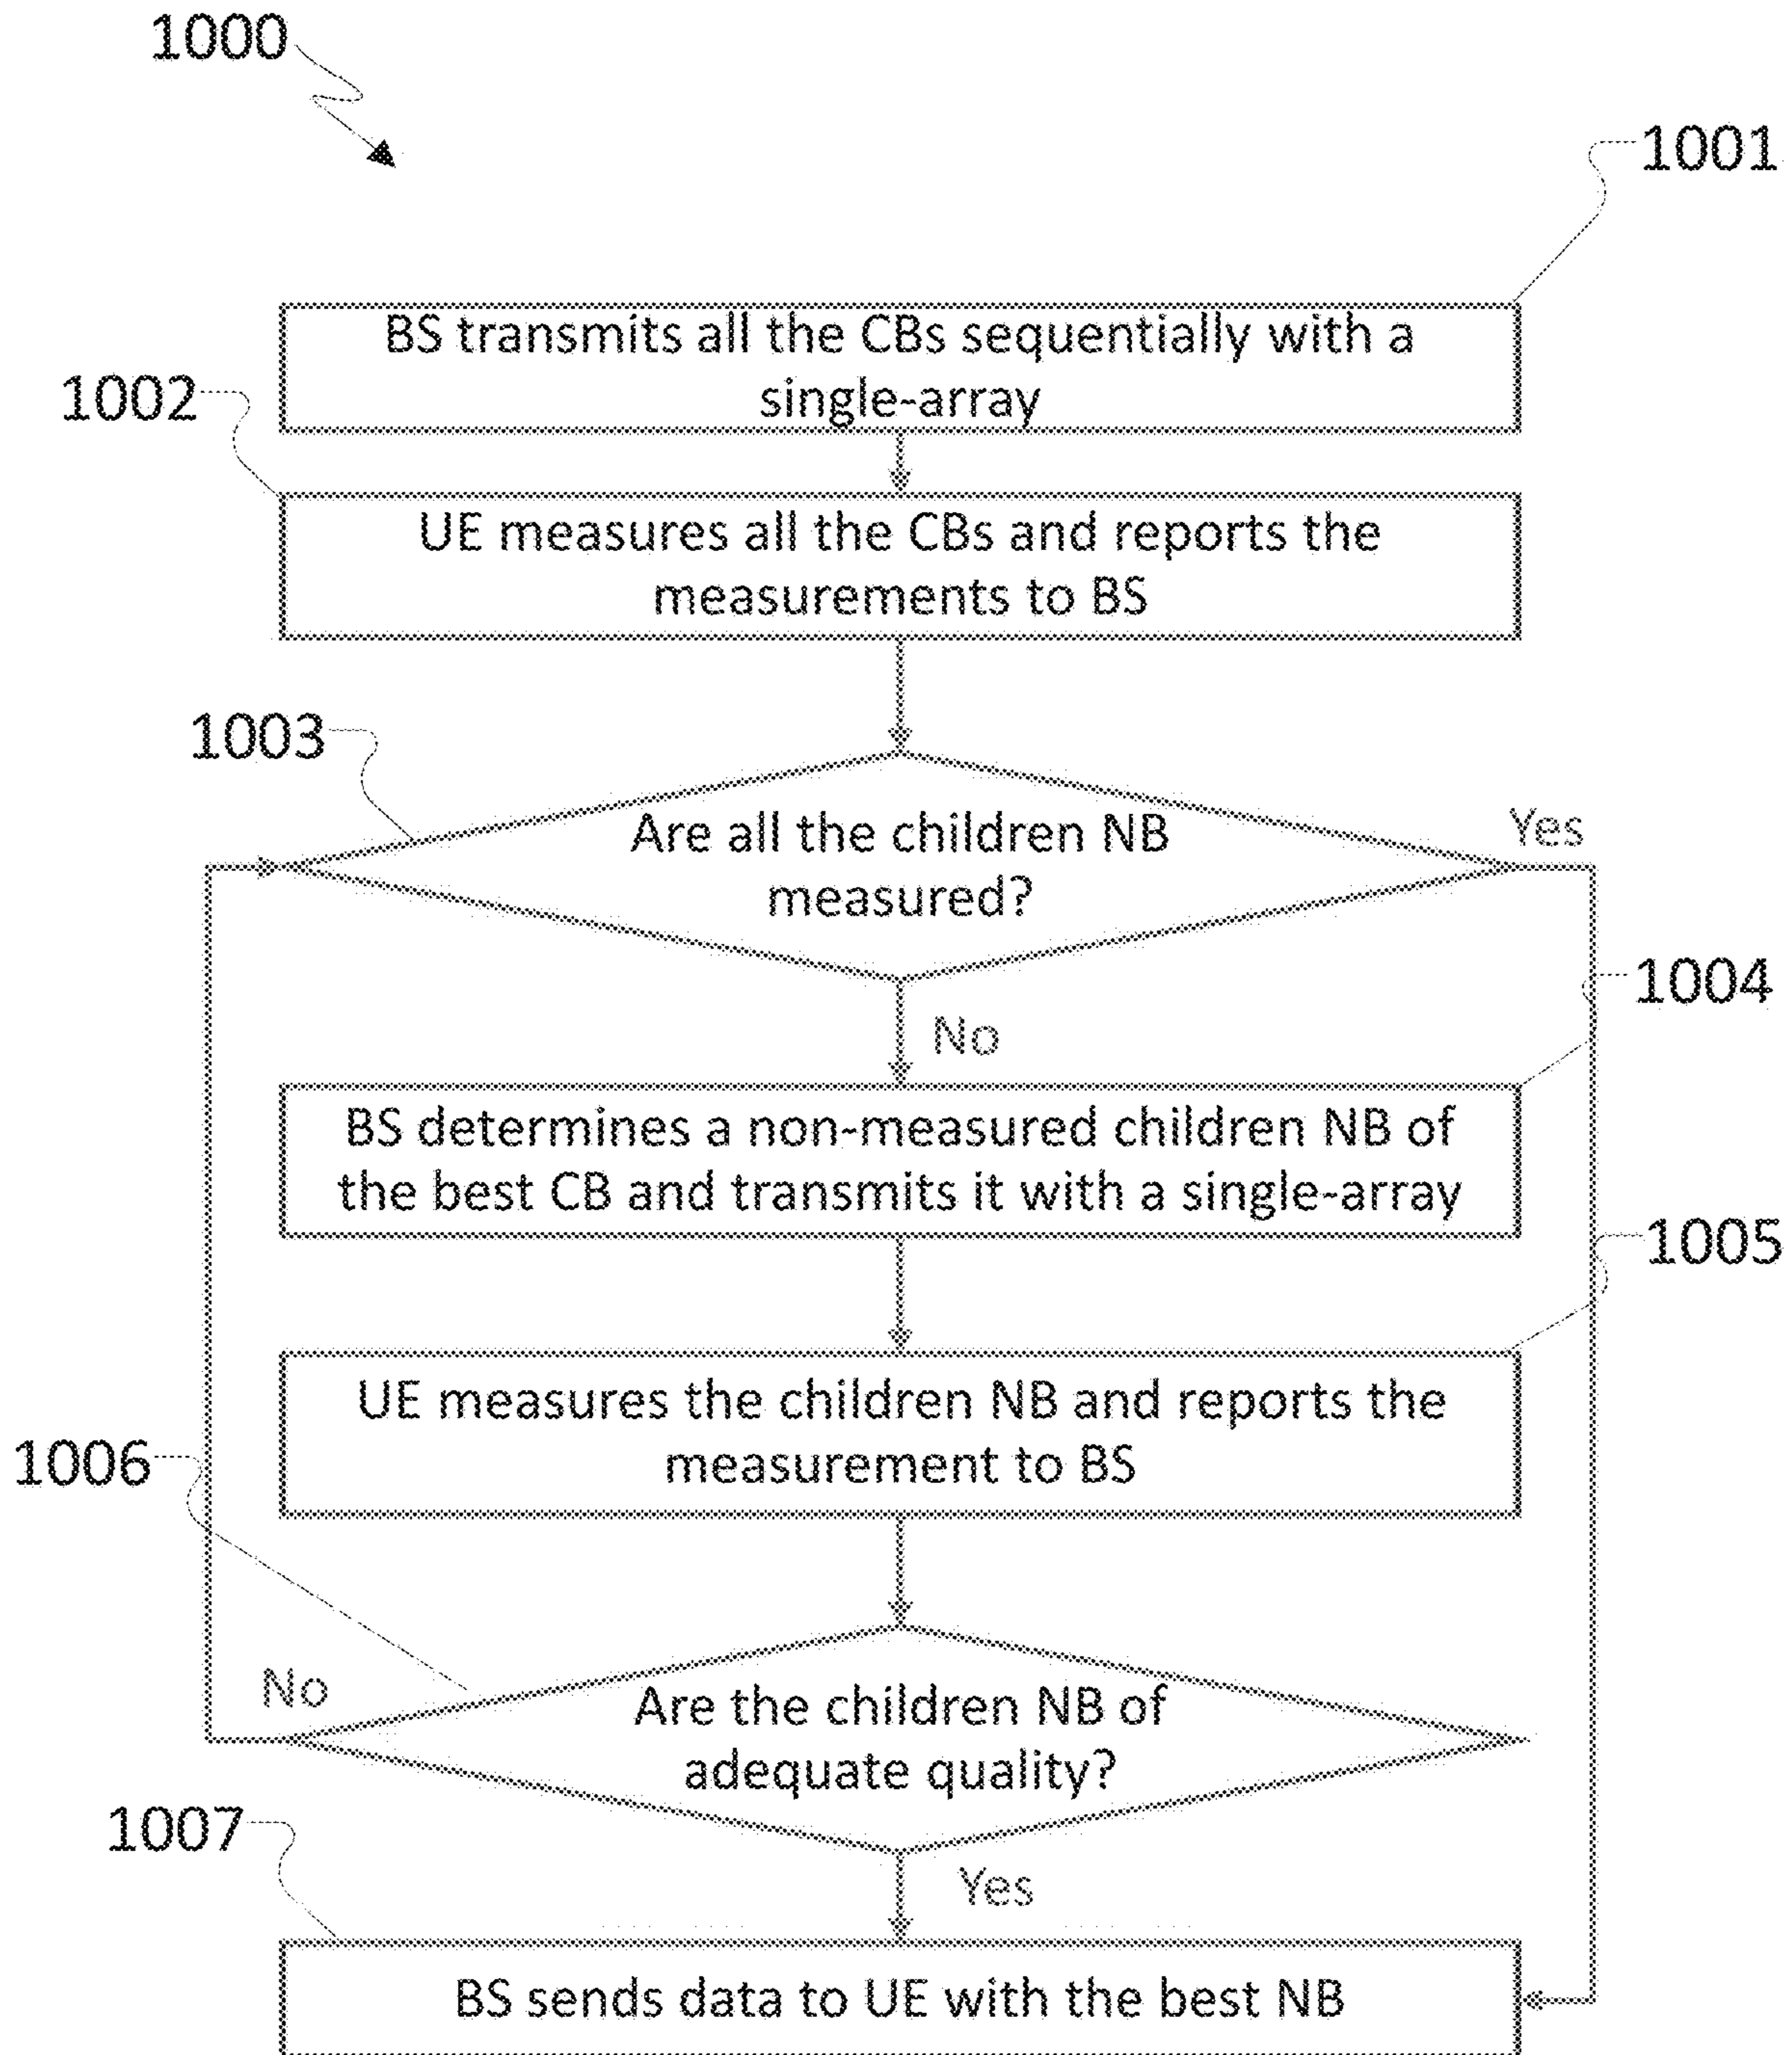 1000
1001
BS transmits all the CBs sequentially with a
single-array
1002
UE measures all the CBs and reports the
measurements to BS
1003
Are all the children NB
measured?
Yes
No
1004
BS determines a non-measured children NB of
the best CB and transmits it with a single-array
1005
UE measures the children NB and reports the
measurement to BS
1006
Are the children NB of
adequate quality?
No
Yes
1007
BS sends data to UE with the best NB